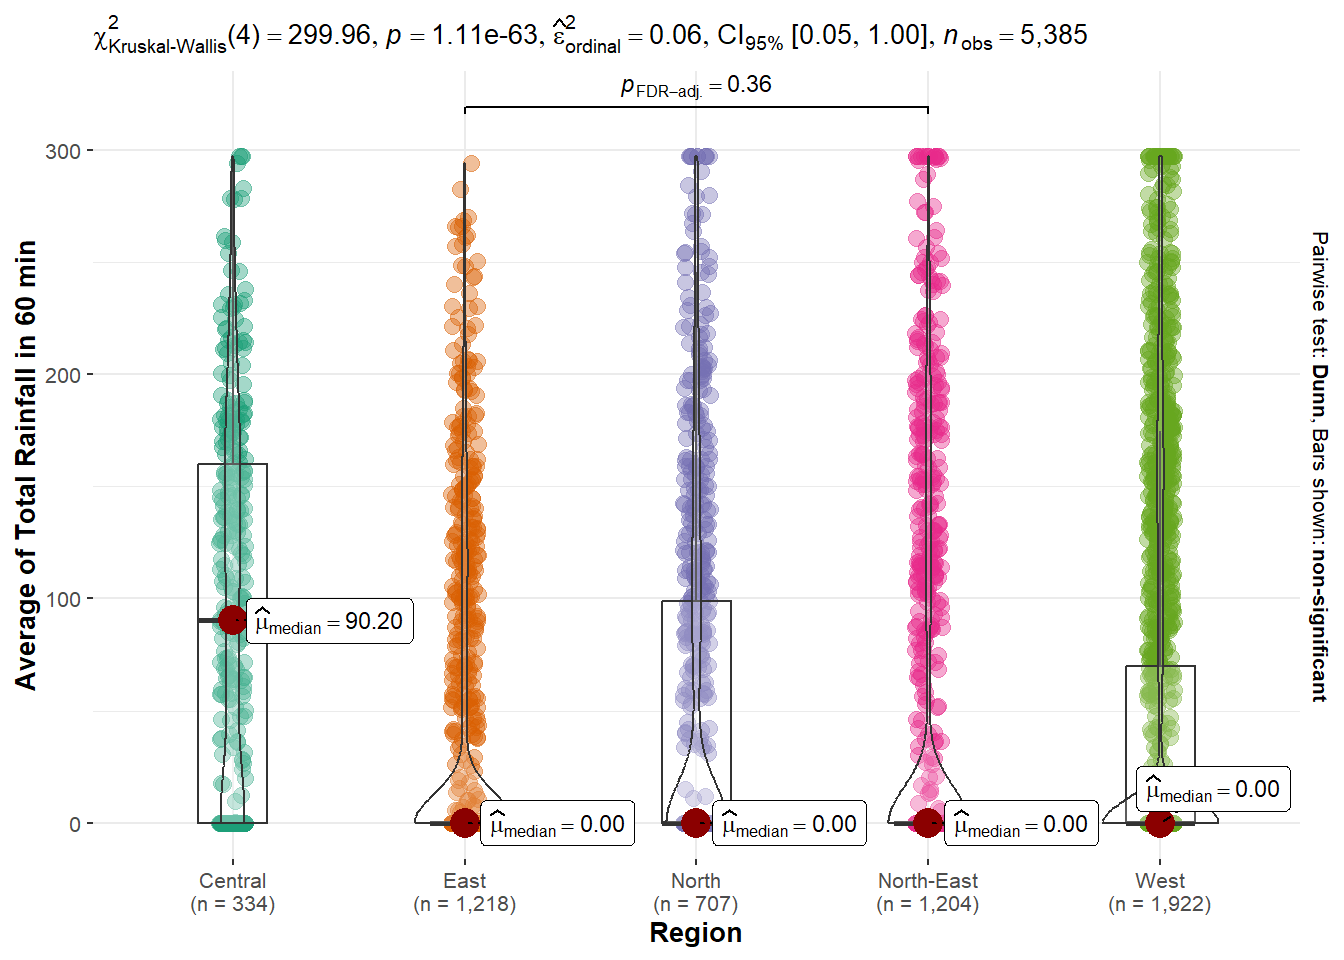 χ²Kruskal-Wallis(4) = 299.96, p = 1.11e-63, ε̂²ordinal = 0.06, CI95% [0.05, 1.00], nobs = 5,385
pFDR–adj. = 0.36
Average of Total Rainfall in 60 min
300
200
100
0
μ̂median = 90.20
μ̂median = 0.00
μ̂median = 0.00
μ̂median = 0.00
μ̂median = 0.00
Pairwise test: Dunn, Bars shown: non-significant
Central
(n = 334)
East
(n = 1,218)
North
(n = 707)
North-East
(n = 1,204)
West
(n = 1,922)
Region